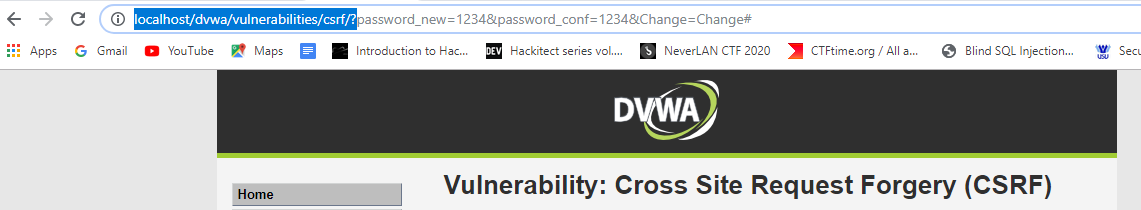 localhost/dvwa/vulnerabilities/csrf/?password_new=1234&password_conf=1234&Change=Change#
Apps Gmail YouTube Maps Introduction to Hac... DEV Hackitect series vol.... NeverLAN CTF 2020 CTFtime.org / All a... Blind SQL Injection... Secu
DVWA
Vulnerability: Cross Site Request Forgery (CSRF)
Home